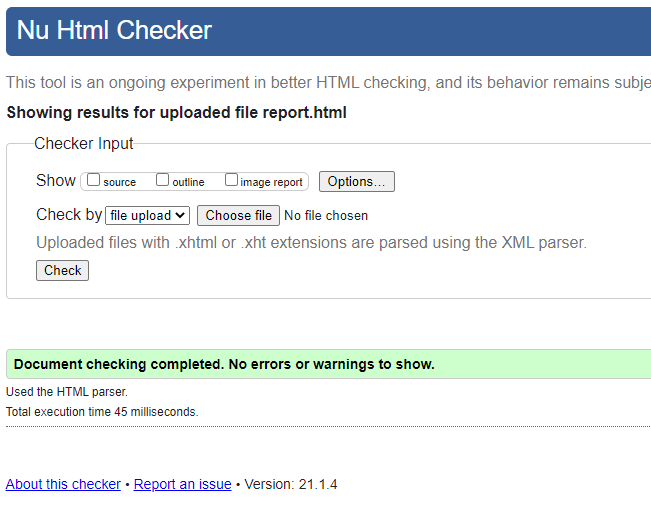 Nu Html Checker
This tool is an ongoing experiment in better HTML checking, and its behavior remains subje
Showing results for uploaded file report.html
Checker Input
Show source outline image report Options...
Check by file upload Choose file No file chosen
Uploaded files with .xhtml or .xht extensions are parsed using the XML parser.
Check
Document checking completed. No errors or warnings to show.
Used the HTML parser.
Total execution time 45 milliseconds.
About this checker • Report an issue • Version: 21.1.4